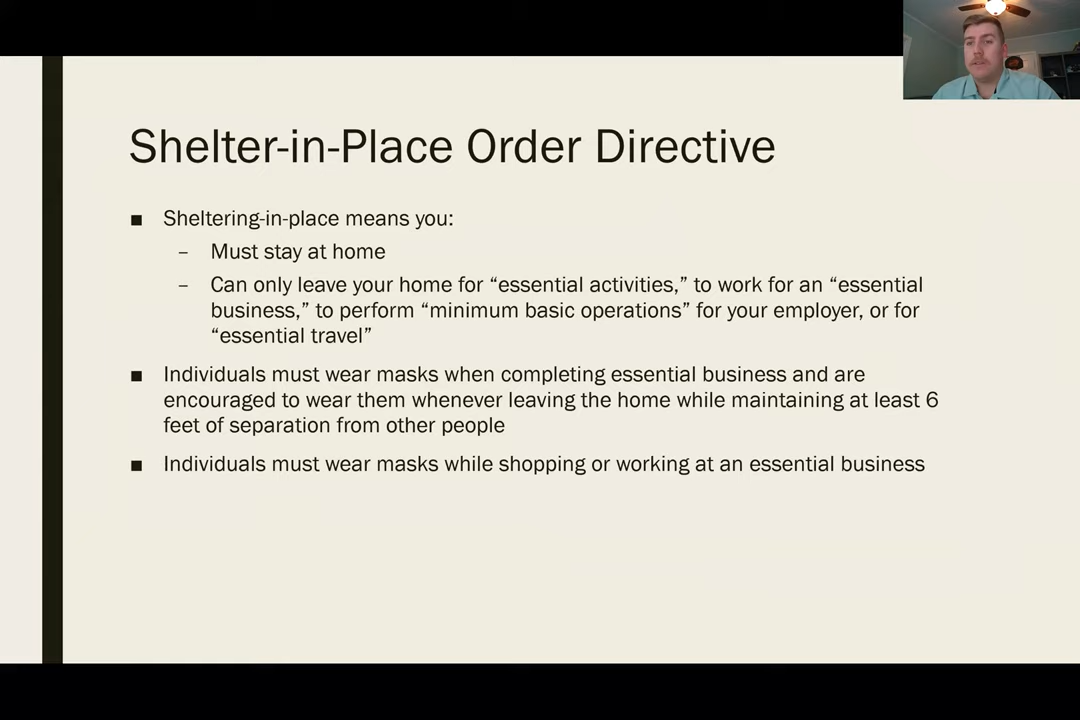 Shelter-in-Place Order Directive
■ Sheltering-in-place means you:
– Must stay at home
– Can only leave your home for “essential activities,” to work for an “essential
business,” to perform “minimum basic operations” for your employer, or for
“essential travel”
■ Individuals must wear masks when completing essential business and are
encouraged to wear them whenever leaving the home while maintaining at least 6
feet of separation from other people
■ Individuals must wear masks while shopping or working at an essential business